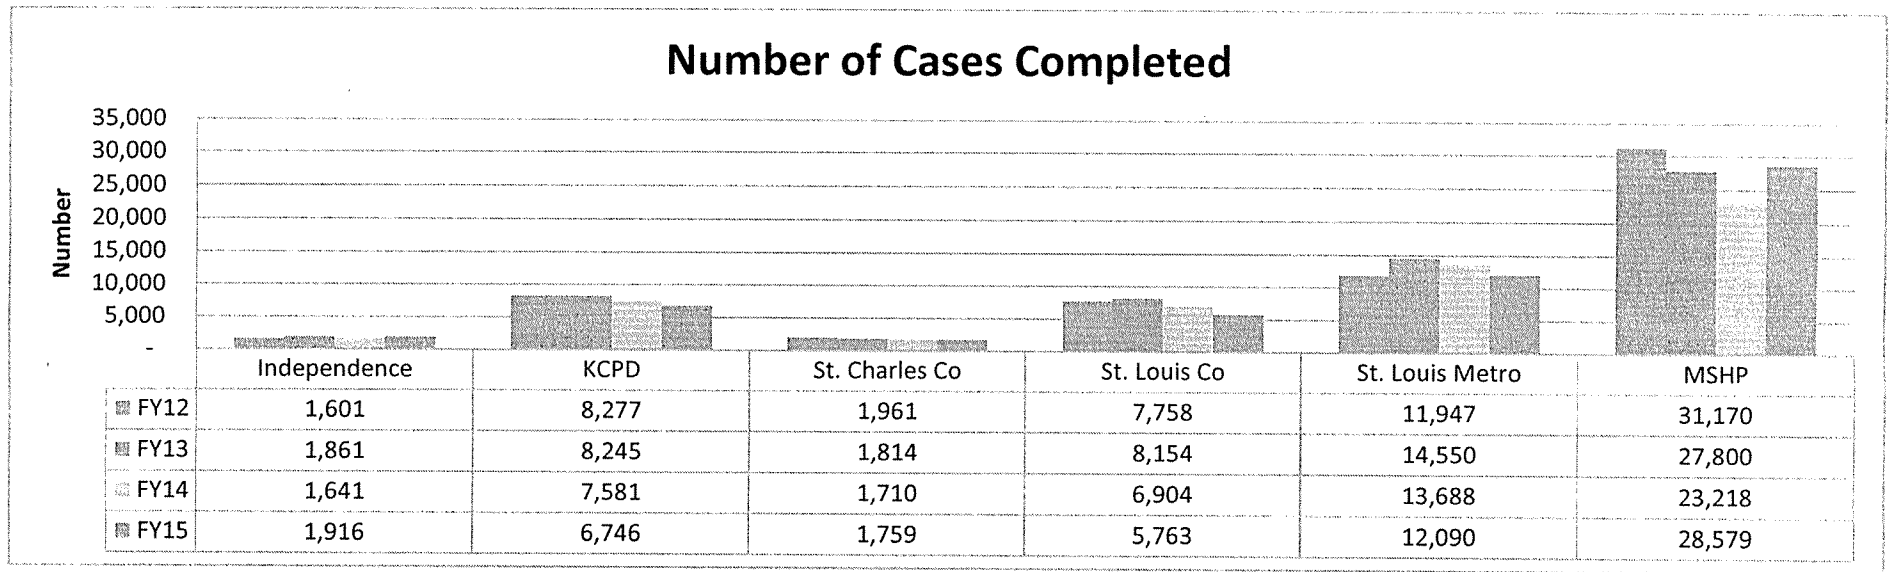 Number of Cases Completed
35,000
30,000
25,000
20,000
15,000
10,000
5,000
-
Number
Independence KCPD St. Charles Co St. Louis Co St. Louis Metro MSHP
FY12 1,601 8,277 1,961 7,758 11,947 31,170
FY13 1,861 8,245 1,814 8,154 14,550 27,800
FY14 1,641 7,581 1,710 6,904 13,688 23,218
FY15 1,916 6,746 1,759 5,763 12,090 28,579